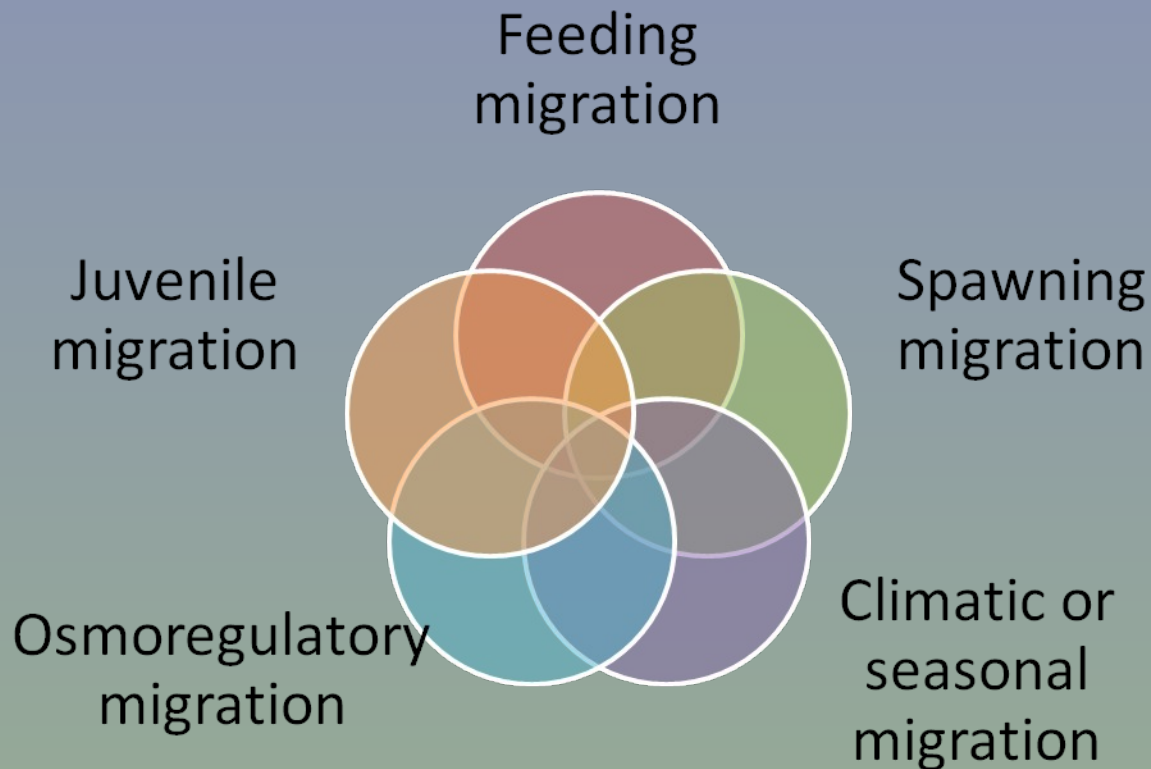 Feeding
migration
Juvenile
migration
Spawning
migration
Osmoregulatory
migration
Climatic or
seasonal
migration